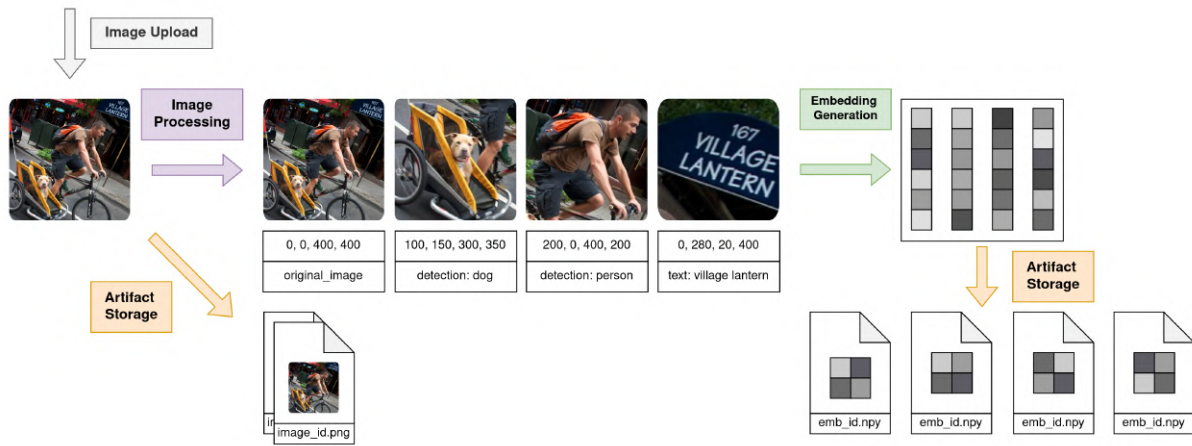 Image Upload
Image
Processing
Embedding
Generation
167
VILLAGE
LANTERN
0, 0, 400, 400
100, 150, 300, 350
200, 0, 400, 200
0, 280, 20, 400
original_image
detection: dog
detection: person
text: village lantern
Artifact
Storage
Artifact
Storage
image_id.png
emb_id.npy
emb_id.npy
emb_id.npy
emb_id.npy